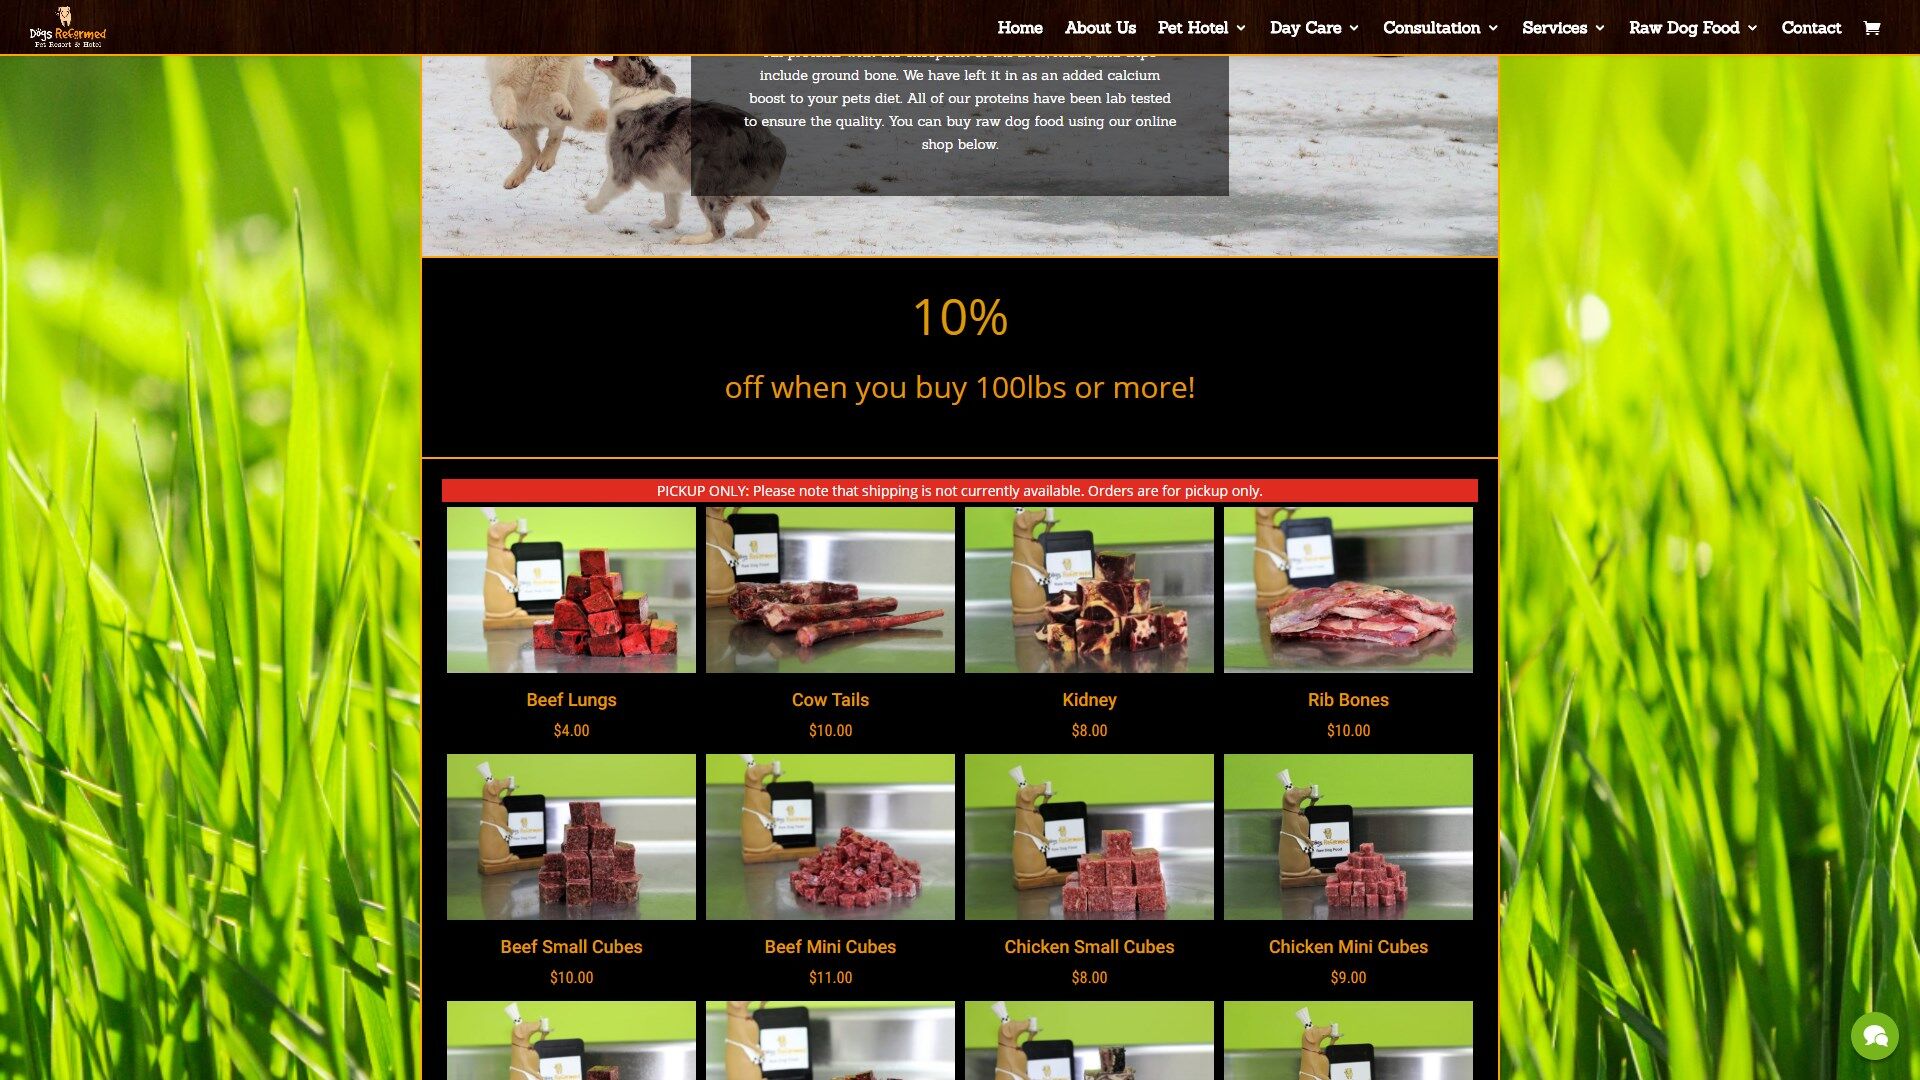 Dogs Reformed
Pet Resort & Hotel
Home
About Us
Pet Hotel
Day Care
Consultation
Services
Raw Dog Food
Contact
include ground bone. We have left it in as an added calcium
boost to your pets diet. All of our proteins have been lab tested
to ensure the quality. You can buy raw dog food using our online
shop below.
10%
off when you buy 100lbs or more!
PICKUP ONLY: Please note that shipping is not currently available. Orders are for pickup only.
Beef Lungs
Cow Tails
Kidney
Rib Bones
$4.00
$10.00
$8.00
$10.00
Beef Small Cubes
Beef Mini Cubes
Chicken Small Cubes
Chicken Mini Cubes
$10.00
$11.00
$8.00
$9.00